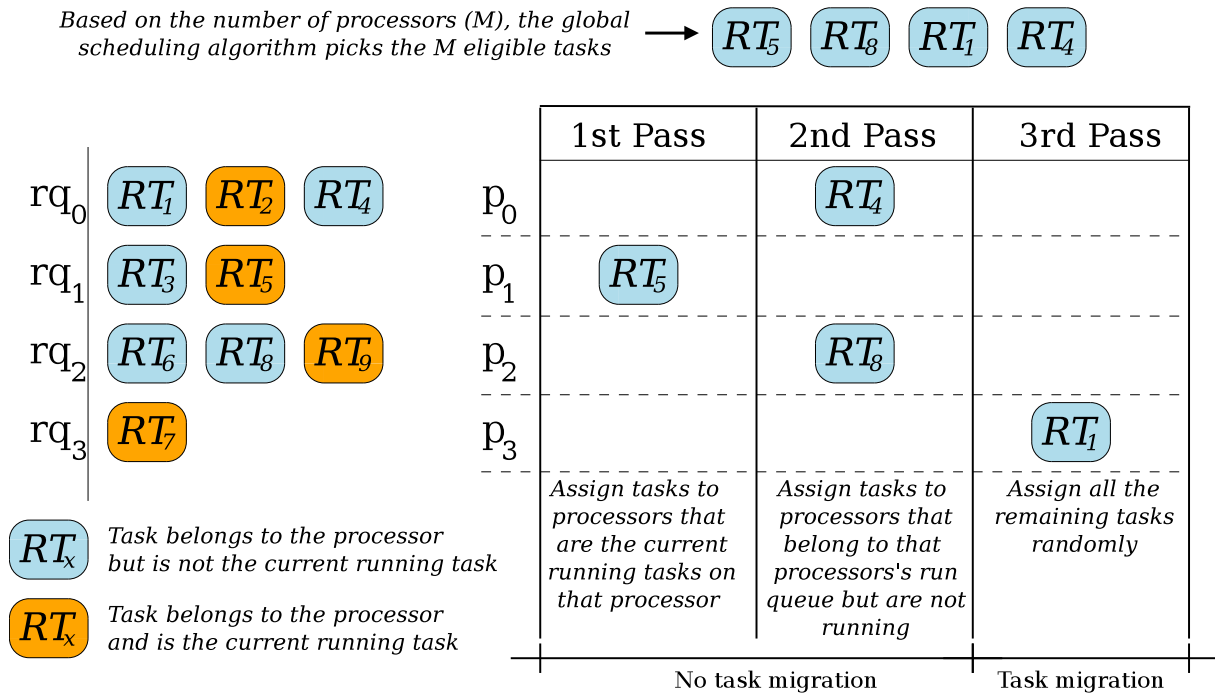 Based on the number of processors (M), the global
scheduling algorithm picks the M eligible tasks
RT5 RT8 RT1 RT4
1st Pass 2nd Pass 3rd Pass
rq0 RT1 RT2 RT4
rq1 RT3 RT5
rq2 RT6 RT8 RT9
rq3 RT7
p0 RT4
p1 RT5
p2 RT8
p3 RT1
Assign tasks to
processors that
are the current
running tasks on
that processor
Assign tasks to
processors that
belong to that
processors's run
queue but are not
running
Assign all the
remaining tasks
randomly
RTx Task belongs to the processor
but is not the current running task
RTx Task belongs to the processor
and is the current running task
No task migration Task migration